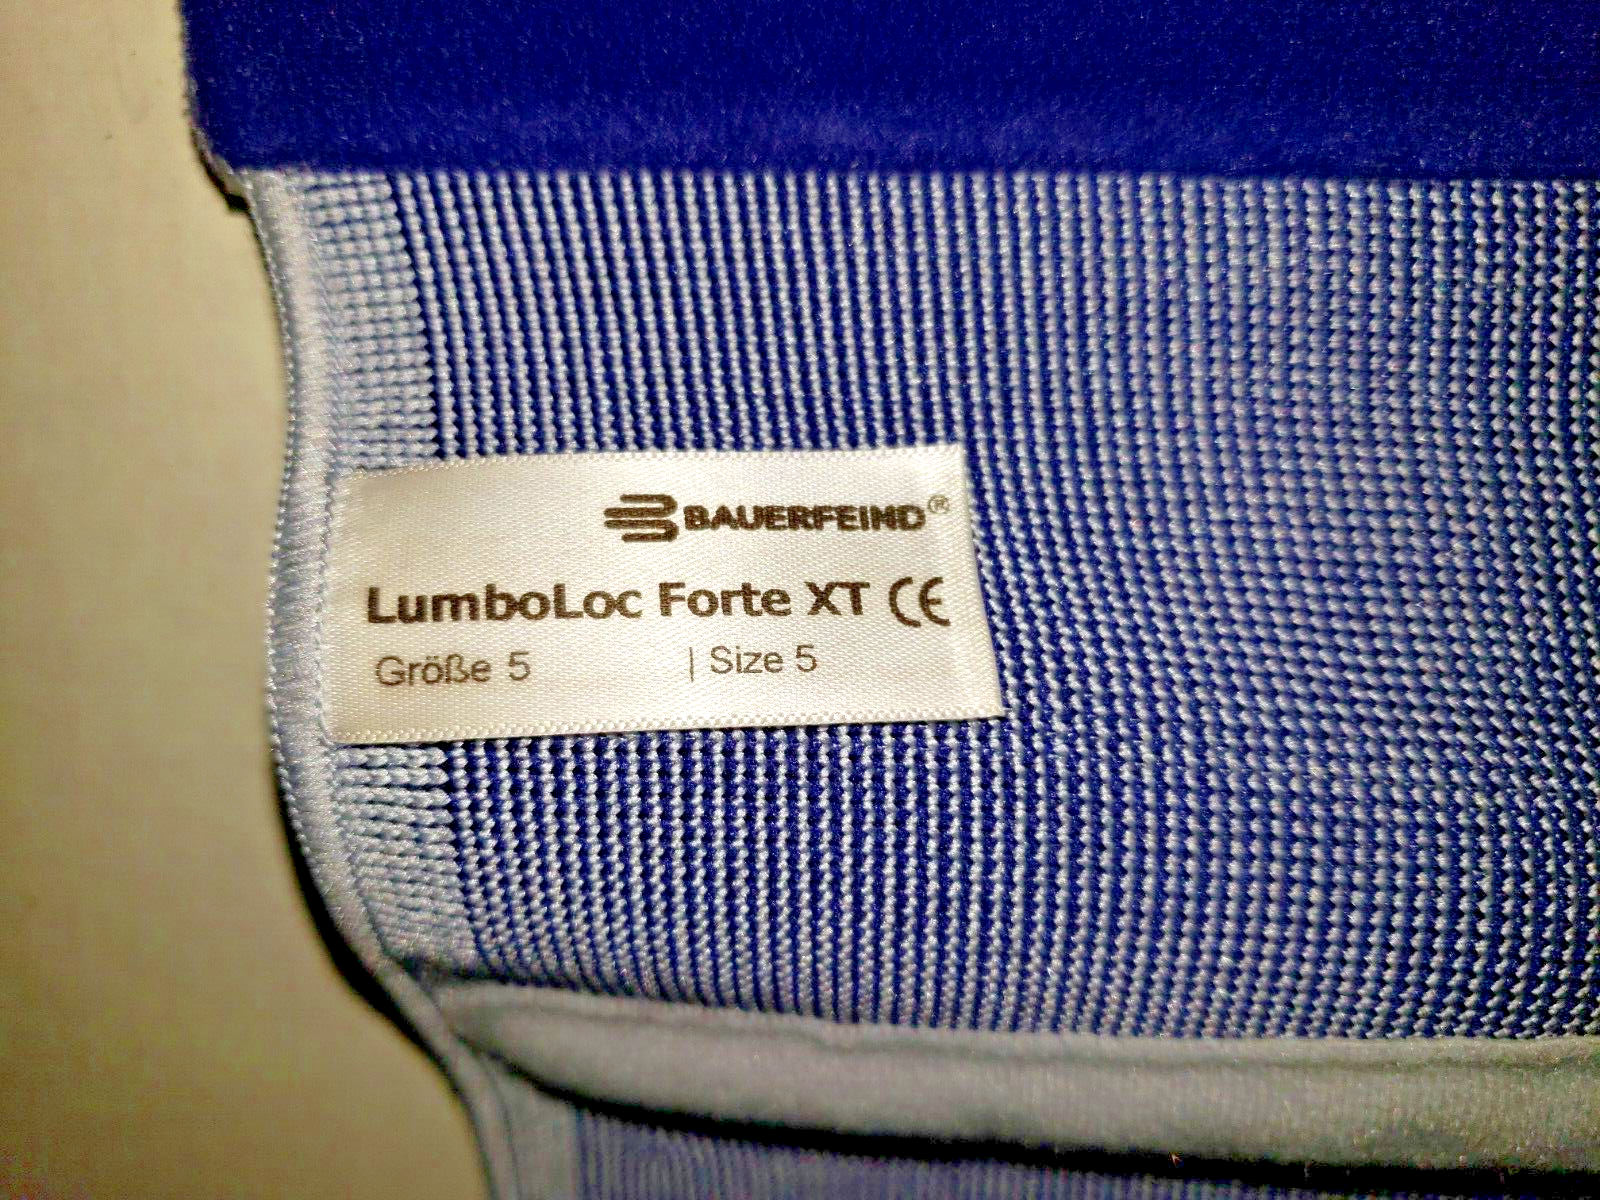 BAUERFEIND®
LumboLoc Forte XT CE
Größe 5 | Size 5